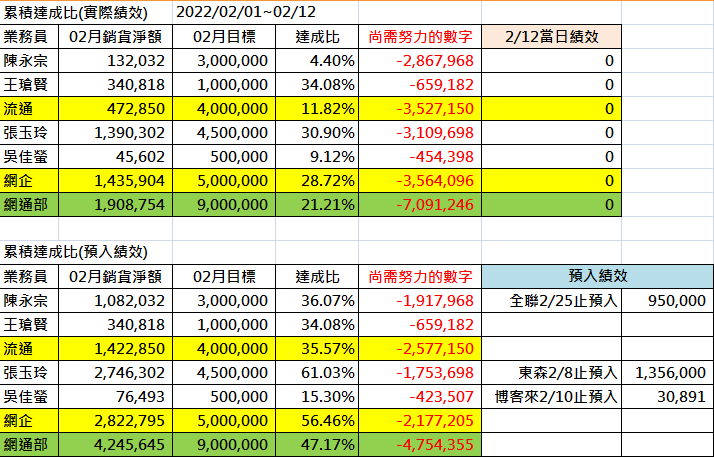 累積達成比(實際績效) 2022/02/01~02/12
業務員 02月銷貨淨額 02月目標 達成比 尚需努力的數字 2/12當日績效
陳永宗 132,032 3,000,000 4.40% -2,867,968 0
王瑲賢 340,818 1,000,000 34.08% -659,182 0
流通 472,850 4,000,000 11.82% -3,527,150 0
張玉玲 1,390,302 4,500,000 30.90% -3,109,698 0
吳佳螢 45,602 500,000 9.12% -454,398 0
網企 1,435,904 5,000,000 28.72% -3,564,096 0
網通部 1,908,754 9,000,000 21.21% -7,091,246 0
累積達成比(預入績效)
業務員 02月銷貨淨額 02月目標 達成比 尚需努力的數字 預入績效
陳永宗 1,082,032 3,000,000 36.07% -1,917,968 全聯2/25止預入 950,000
王瑲賢 340,818 1,000,000 34.08% -659,182
流通 1,422,850 4,000,000 35.57% -2,577,150
張玉玲 2,746,302 4,500,000 61.03% -1,753,698 東森2/8止預入 1,356,000
吳佳螢 76,493 500,000 15.30% -423,507 博客來2/10止預入 30,891
網企 2,822,795 5,000,000 56.46% -2,177,205
網通部 4,245,645 9,000,000 47.17% -4,754,355